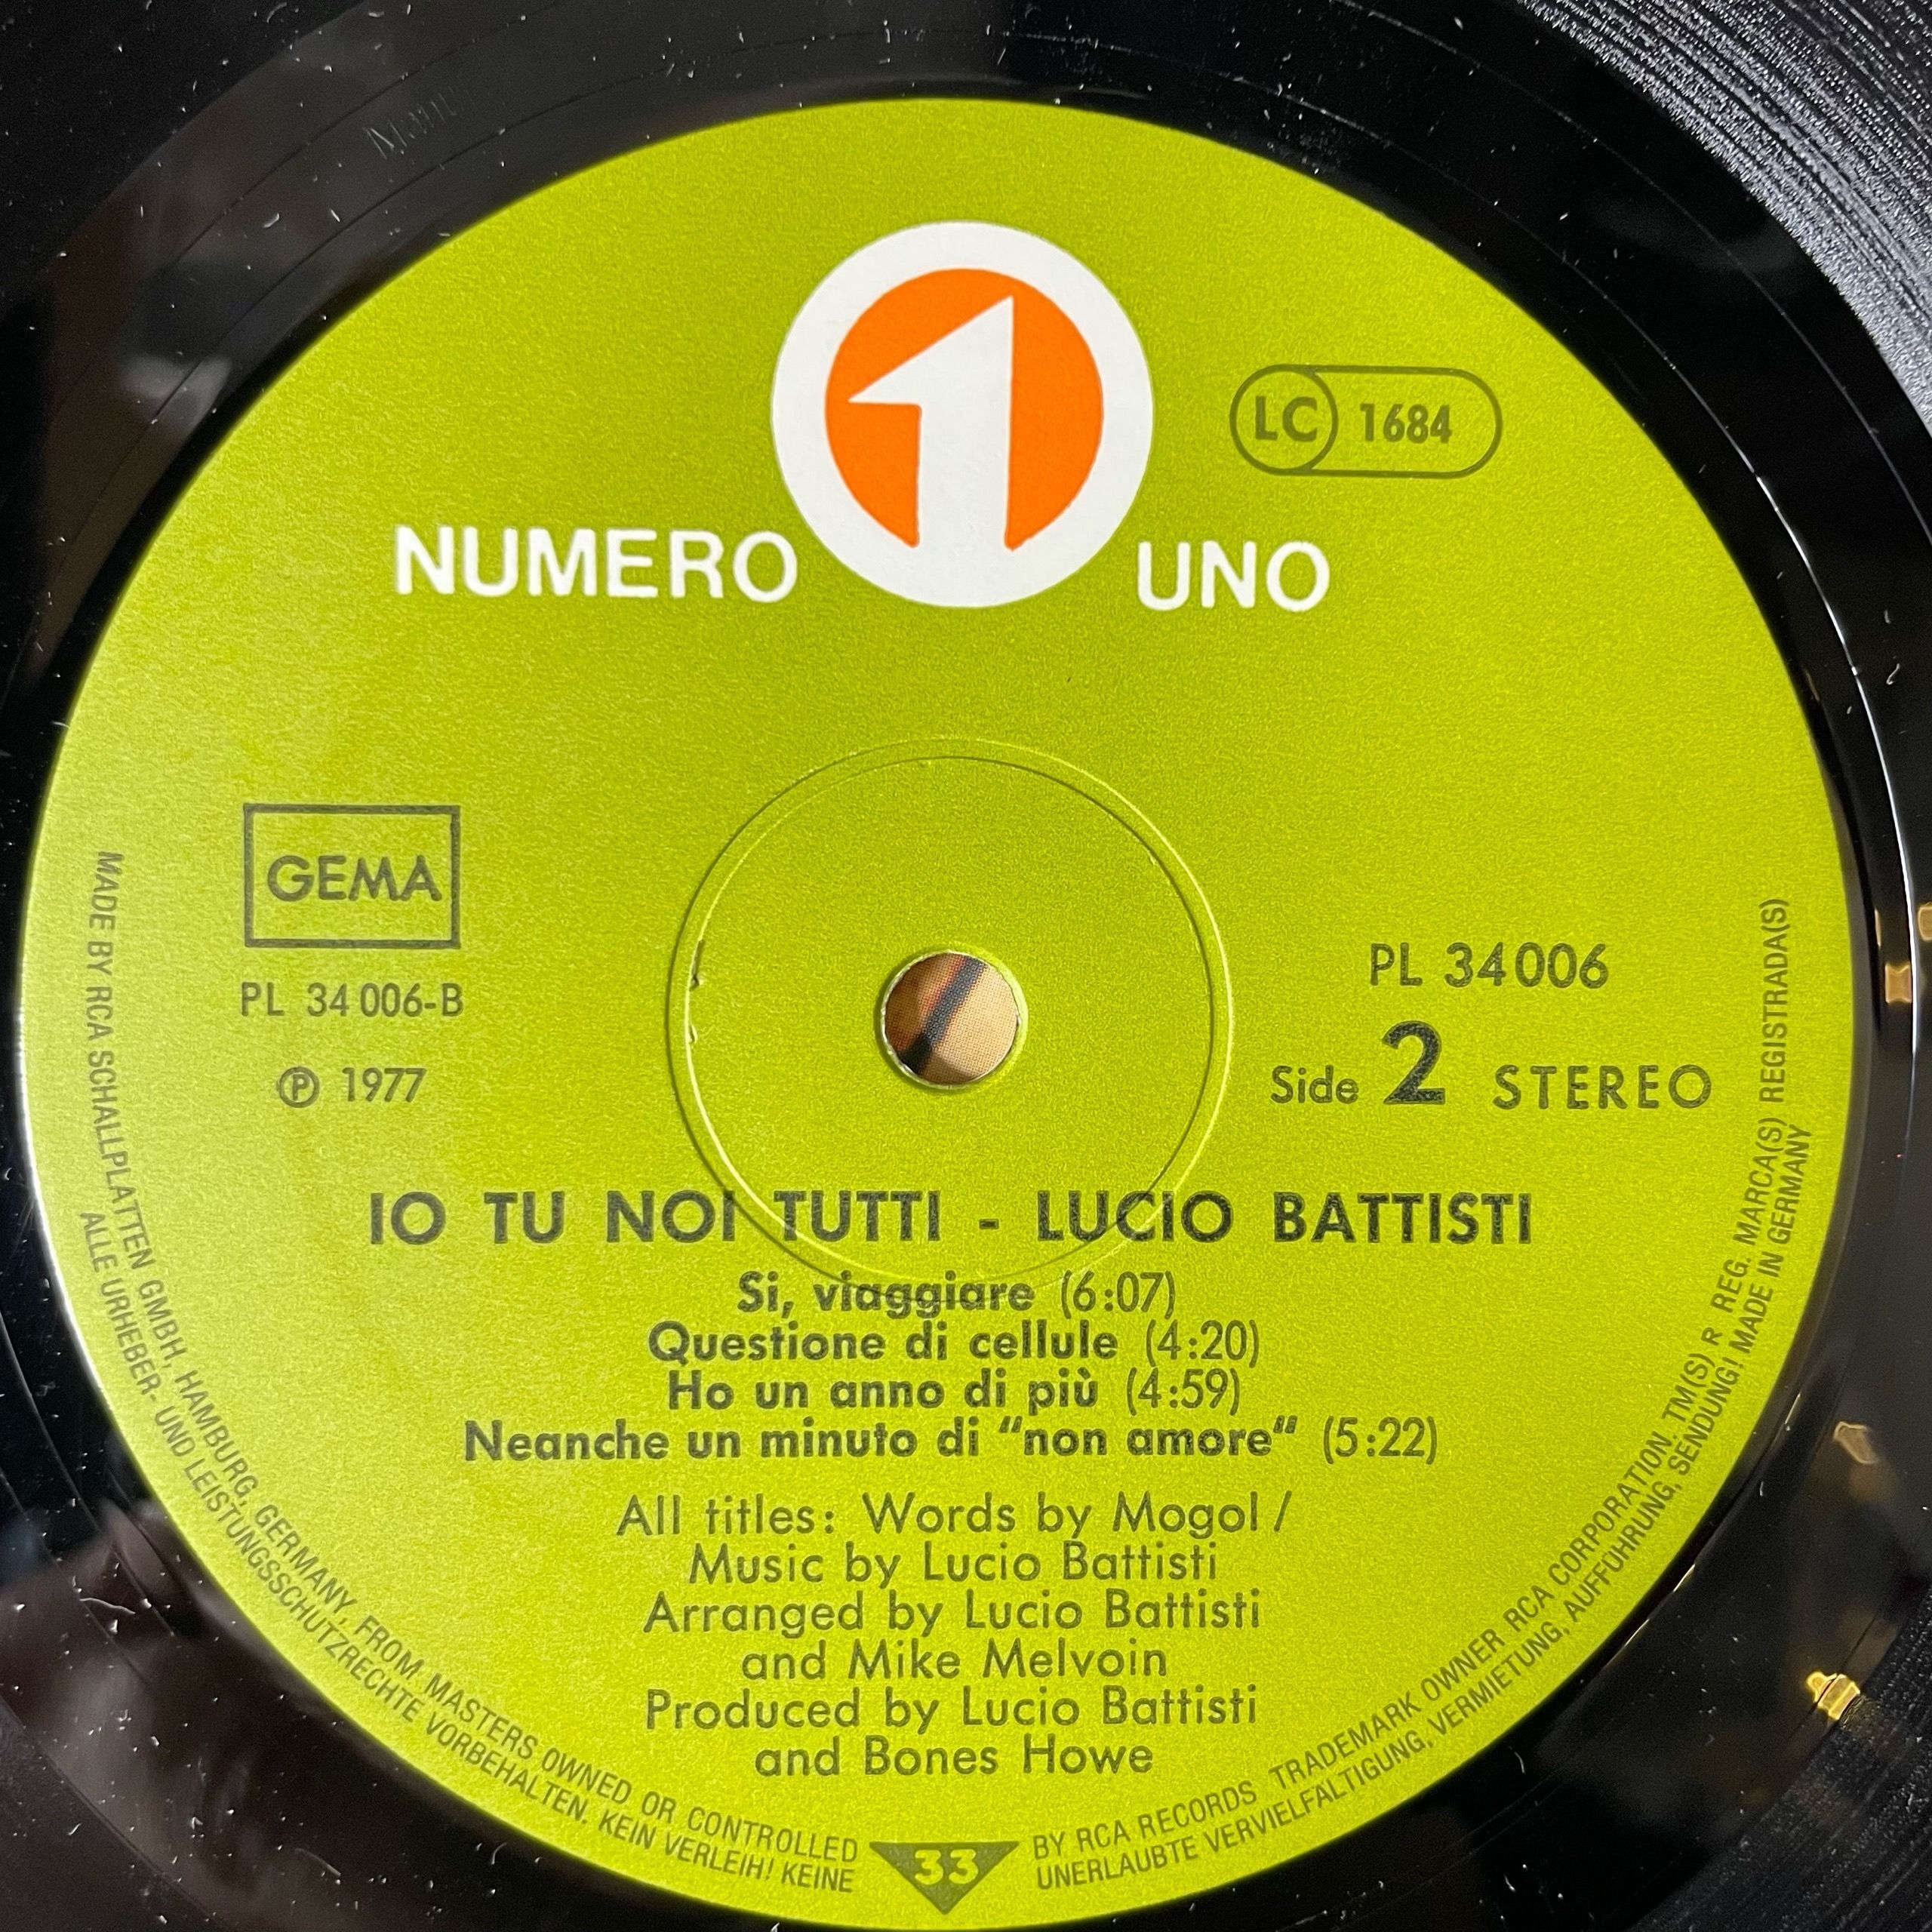 1
LC 1684
NUMERO UNO
GEMA
PL 34 006-B
℗ 1977
PL 34 006
Side 2 STEREO
IO TU NOI TUTTI - LUCIO BATTISTI
Si, viaggiare (6:07)
Questione di cellule (4:20)
Ho un anno di più (4:59)
Neanche un minuto di “non amore“ (5:22)
All titles: Words by Mogol /
Music by Lucio Battisti
Arranged by Lucio Battisti
and Mike Melvoin
Produced by Lucio Battisti
and Bones Howe
33
MADE BY RCA SCHALLPLATTEN GMBH, HAMBURG, GERMANY, FROM MASTERS OWNED OR CONTROLLED BY RCA RECORDS TRADEMARK OWNER RCA CORPORATION. TM(S) R REG. MARCA(S) REGISTRADA(S)
ALLE URHEBER- UND LEISTUNGSSCHUTZRECHTE VORBEHALTEN. KEIN VERLEIH! KEINE UNERLAUBTE VERVIELFÄLTIGUNG, VERMIETUNG, AUFFÜHRUNG, SENDUNG! MADE IN GERMANY